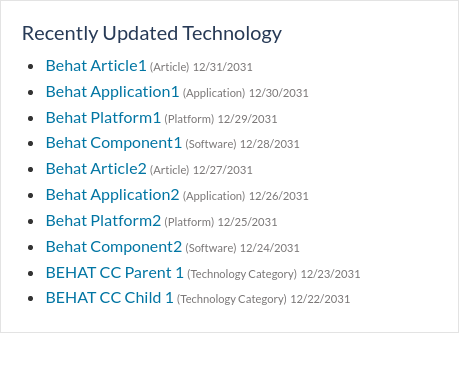 Recently Updated Technology
Behat Article1 (Article) 12/31/2031
Behat Application1 (Application) 12/30/2031
Behat Platform1 (Platform) 12/29/2031
Behat Component1 (Software) 12/28/2031
Behat Article2 (Article) 12/27/2031
Behat Application2 (Application) 12/26/2031
Behat Platform2 (Platform) 12/25/2031
Behat Component2 (Software) 12/24/2031
BEHAT CC Parent 1 (Technology Category) 12/23/2031
BEHAT CC Child 1 (Technology Category) 12/22/2031